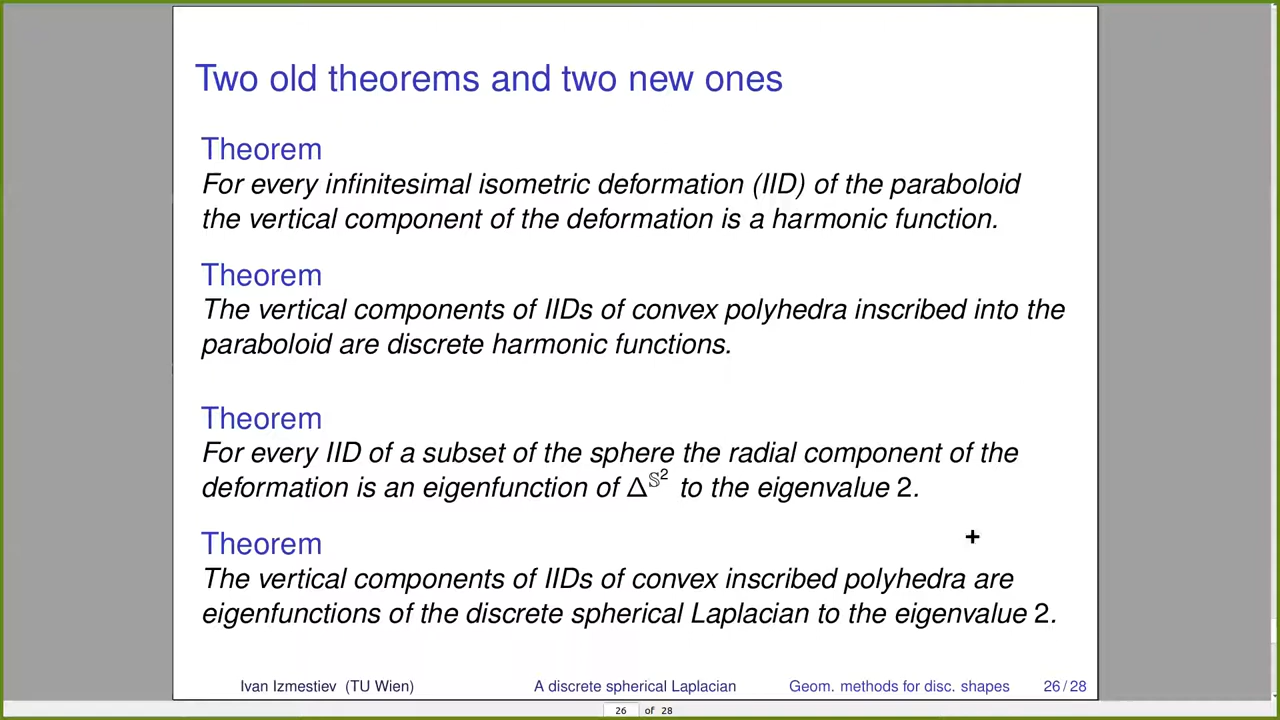 Two old theorems and two new ones
Theorem
For every infinitesimal isometric deformation (IID) of the paraboloid
the vertical component of the deformation is a harmonic function.
Theorem
The vertical components of IIDs of convex polyhedra inscribed into the
paraboloid are discrete harmonic functions.
Theorem
For every IID of a subset of the sphere the radial component of the
deformation is an eigenfunction of Δ^𝕊² to the eigenvalue 2.
Theorem
The vertical components of IIDs of convex inscribed polyhedra are
eigenfunctions of the discrete spherical Laplacian to the eigenvalue 2.
Ivan Izmestiev (TU Wien) A discrete spherical Laplacian Geom. methods for disc. shapes 26 / 28
26 of 28